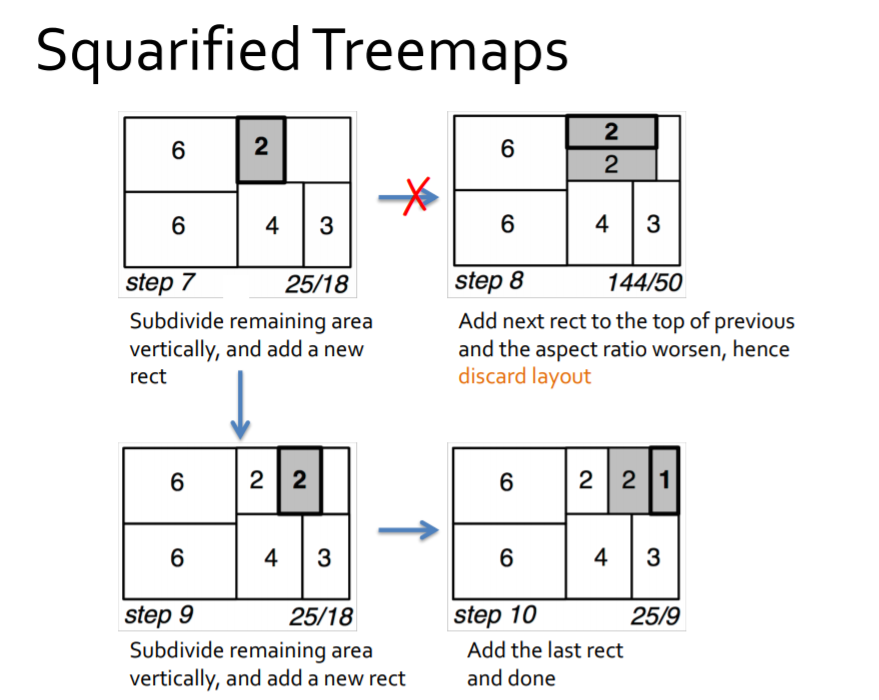 Squarified Treemaps
6
2
6
4
3
step 7
25/18
Subdivide remaining area
vertically, and add a new
rect
6
2
2
6
4
3
step 8
144/50
Add next rect to the top of previous
and the aspect ratio worsen, hence
discard layout
6
2
2
6
4
3
step 9
25/18
Subdivide remaining area
vertically, and add a new rect
6
2
2
1
6
4
3
step 10
25/9
Add the last rect
and done